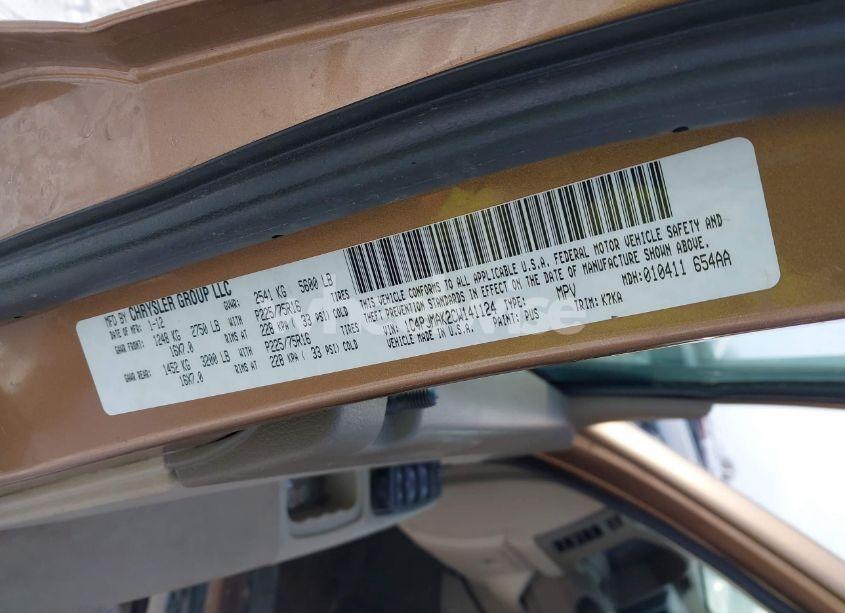 MFD BY CHRYSLER GROUP LLC
DATE OF MFR: 1-12 GVWR: 2541 KG 5600 LB
GAWR FRONT: 1248 KG 2750 LB WITH P225/75R16 TIRES
16X7.0 228 KPA ( 33 PSI) COLD
GAWR REAR: 1452 KG 3200 LB WITH P225/75R16 TIRES
16X7.0 228 KPA ( 33 PSI) COLD
THIS VEHICLE CONFORMS TO ALL APPLICABLE U.S.A. FEDERAL MOTOR VEHICLE SAFETY AND
THEFT PREVENTION STANDARDS IN EFFECT ON THE DATE OF MANUFACTURE SHOWN ABOVE.
VIN: 1C4PJMAK2CW141124 TYPE: MPV MDH:010411 654AA
VEHICLE MADE IN U.S.A. PAINT: PUS TRIM: K7KA